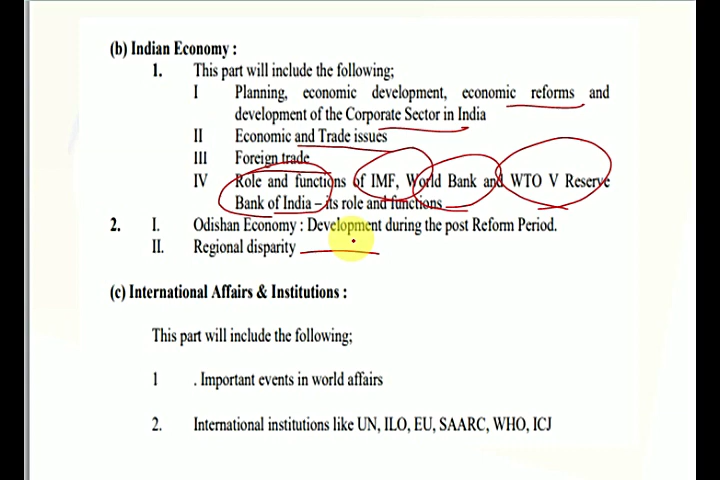 (b) Indian Economy :
1. This part will include the following;
I Planning, economic development, economic reforms and
development of the Corporate Sector in India
II Economic and Trade issues
III Foreign trade
IV Role and functions of IMF, World Bank and WTO V Reserve
Bank of India – its role and functions
2. I. Odishan Economy : Development during the post Reform Period.
II. Regional disparity
(c) International Affairs & Institutions :
This part will include the following;
1 . Important events in world affairs
2. International institutions like UN, ILO, EU, SAARC, WHO, ICJ